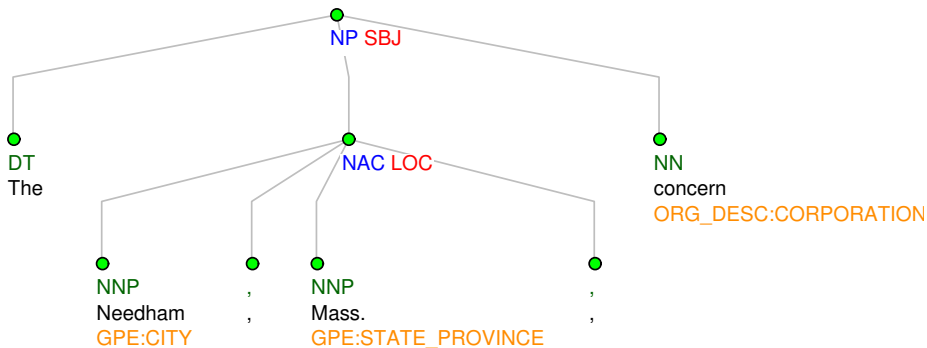 NP SBJ
DT
The
NAC LOC
NN
concern
ORG_DESC:CORPORATION
NNP , NNP ,
Needham , Mass. ,
GPE:CITY GPE:STATE_PROVINCE